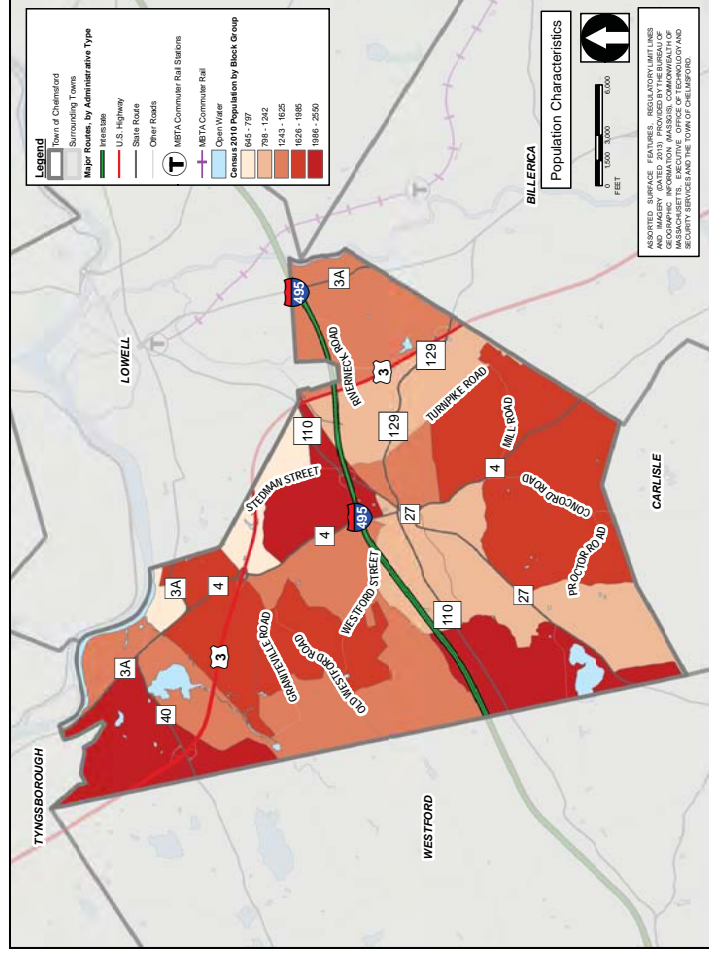 Legend
Town of Chelmsford
Surrounding Towns
Major Routes, by Administrative Type
Interstate
U.S. Highway
State Route
Other Roads
T
MBTA Commuter Rail Stations
MBTA Commuter Rail
Open Water
Census 2010 Population by Block Group
645 - 797
798 - 1242
1243 - 1625
1626 - 1985
1986 - 2550
Population Characteristics
0 1,500 3,000 6,000
FEET
ASSORTED SURFACE FEATURES, REGULATORY LIMIT LINES
AND IMAGERY (DATED 2013) PROVIDED BY THE BUREAU OF
GEOGRAPHIC INFORMATION (MASSGIS), COMMONWEALTH OF
MASSACHUSETTS, EXECUTIVE OFFICE OF TECHNOLOGY AND
SECURITY SERVICES AND THE TOWN OF CHELMSFORD.
TYNGSBOROUGH
LOWELL
WESTFORD
BILLERICA
CARLISLE
3A
40
3
3A
4
GRANITEVILLE ROAD
OLD WESTFORD ROAD
WESTFORD STREET
STEDMAN STREET
4
110
495
495
RIVERNECK ROAD
3A
3
129
129
TURNPIKE ROAD
110
27
27
4
MILL ROAD
CONCORD ROAD
PROCTOR ROAD
T
T